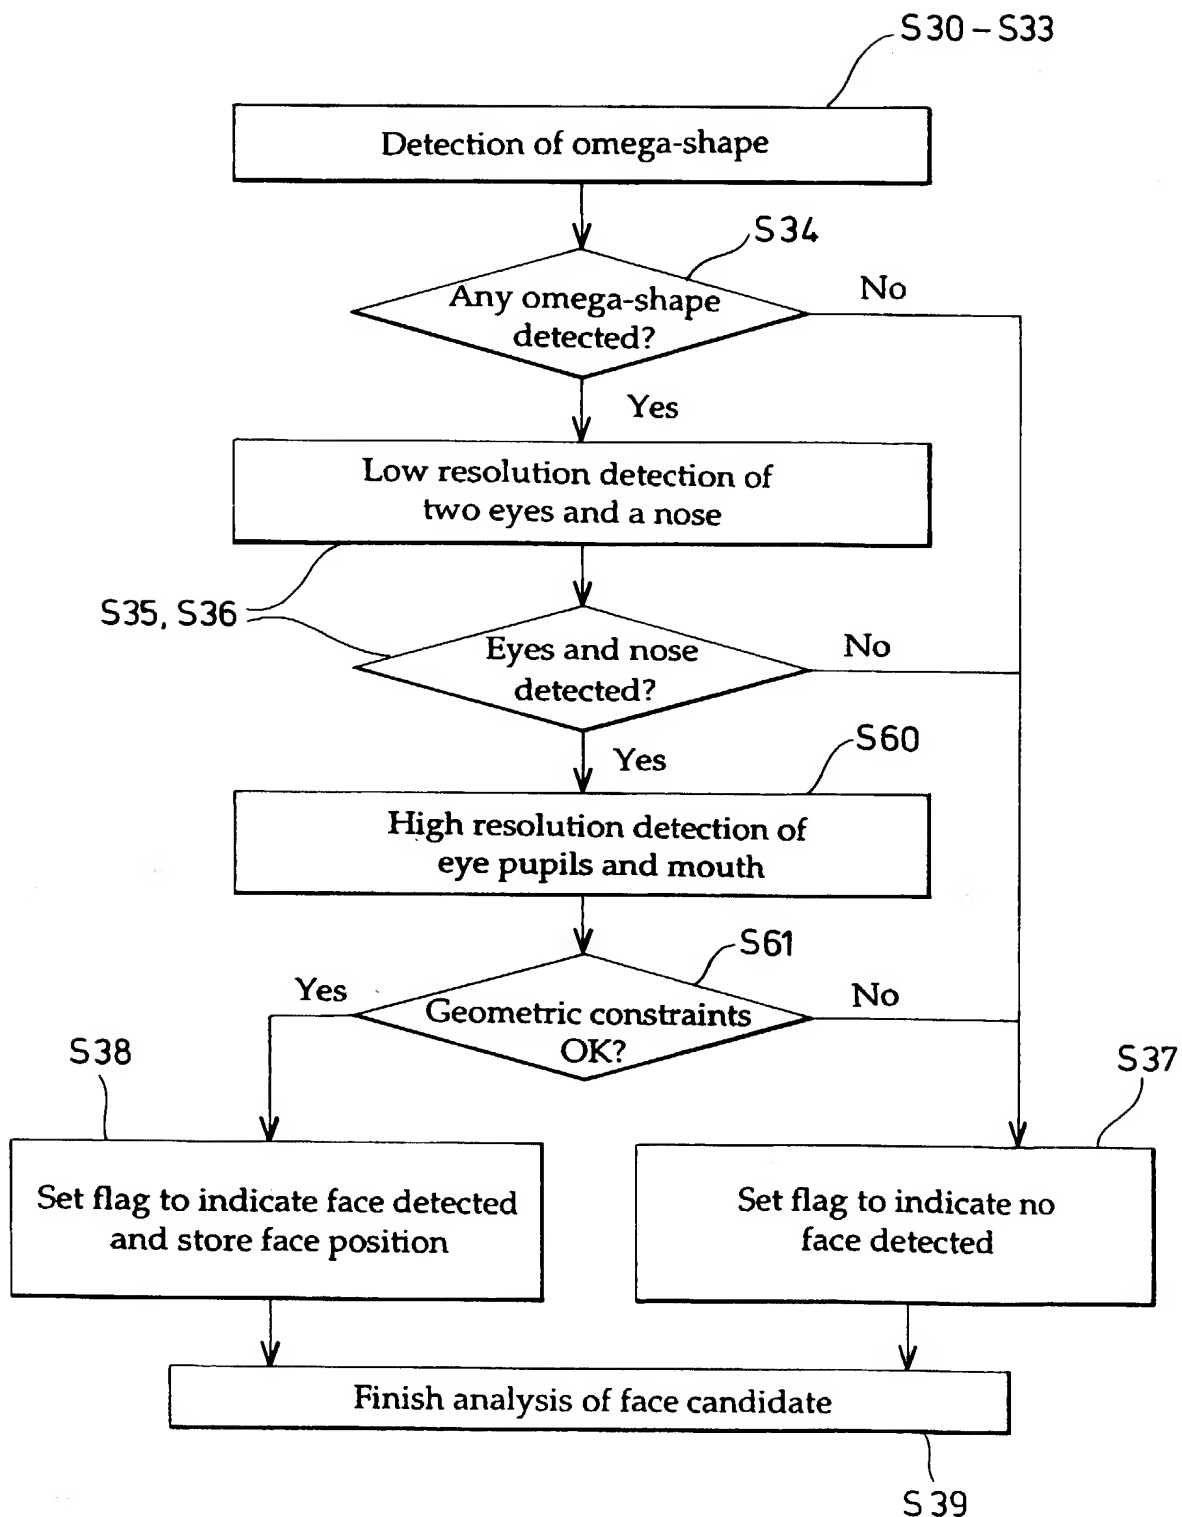 S30 – S33
Detection of omega-shape
S34
Any omega-shape
detected?
No
Yes
Low resolution detection of
two eyes and a nose
S35, S36
Eyes and nose
detected?
No
Yes
S60
High resolution detection of
eye pupils and mouth
S61
Yes
Geometric constraints
OK?
No
S38
S37
Set flag to indicate face detected
and store face position
Set flag to indicate no
face detected
Finish analysis of face candidate
S39